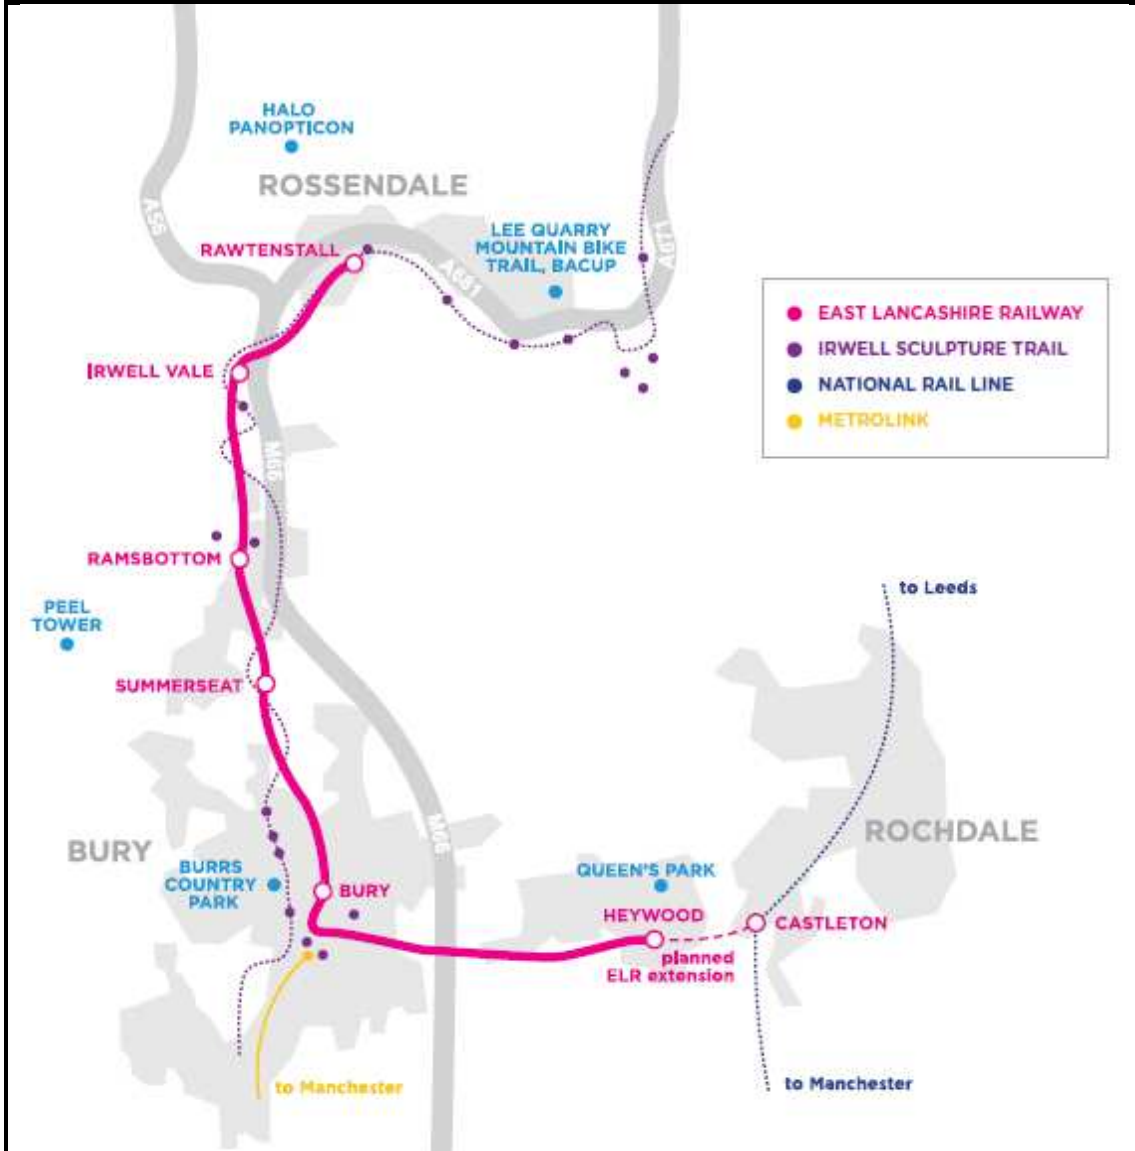 HALO
PANOPTICON
ROSSENDALE
A56
RAWTENSTALL
LEE QUARRY
MOUNTAIN BIKE
TRAIL, BACUP
A681
A671
EAST LANCASHIRE RAILWAY
IRWELL SCULPTURE TRAIL
NATIONAL RAIL LINE
METROLINK
IRWELL VALE
M66
RAMSBOTTOM
to Leeds
PEEL
TOWER
SUMMERSEAT
M66
ROCHDALE
BURY
BURRS
COUNTRY
PARK
BURY
QUEEN'S PARK
HEYWOOD
CASTLETON
planned
ELR extension
to Manchester
to Manchester